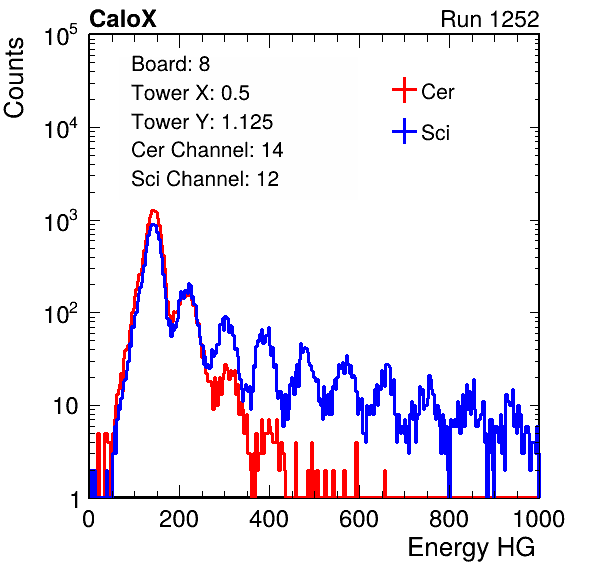 CaloX Run 1252
Counts
Board: 8
Tower X: 0.5
Tower Y: 1.125
Cer Channel: 14
Sci Channel: 12
Cer
Sci
10^5
10^4
10^3
10^2
10
1
0 200 400 600 800 1000
Energy HG